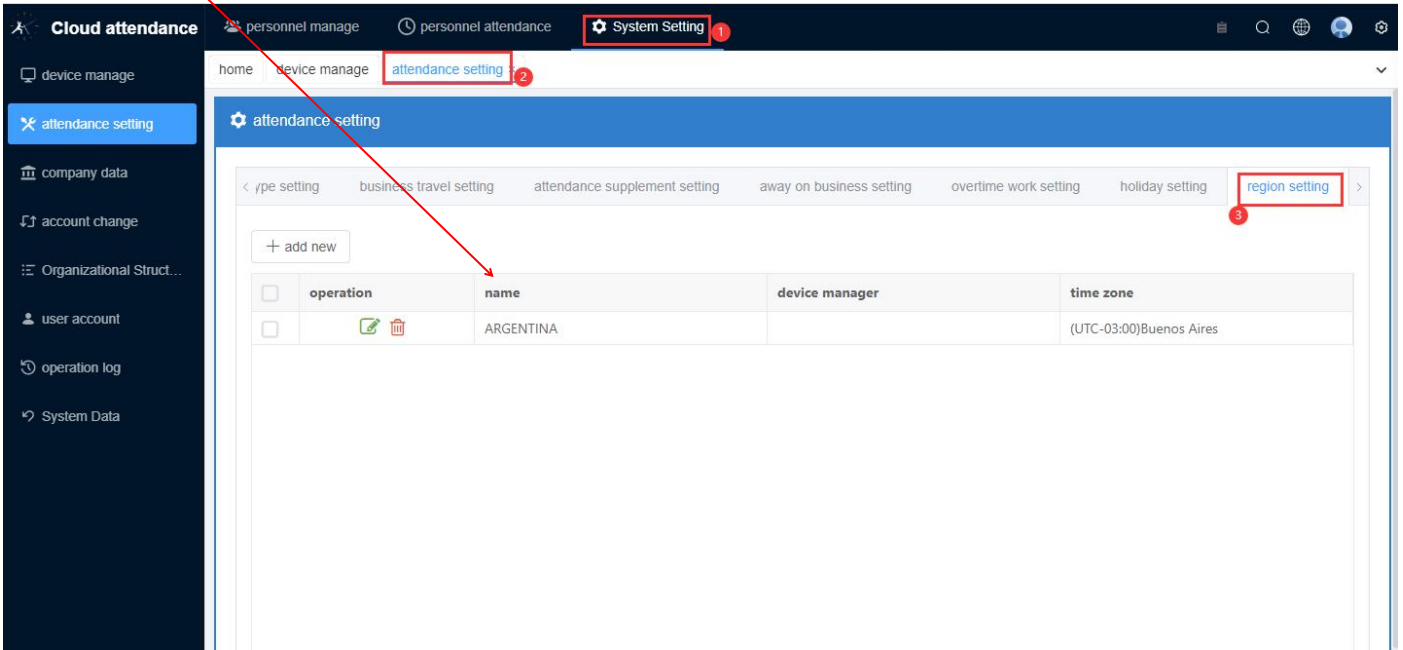 Cloud attendance personnel manage personnel attendance System Setting 1
device manage
attendance setting
company data
account change
Organizational Struct...
user account
operation log
System Data
home device manage attendance setting 2
attendance setting
ype setting business travel setting attendance supplement setting away on business setting overtime work setting holiday setting region setting
3
+ add new
operation name device manager time zone
ARGENTINA (UTC-03:00)Buenos Aires